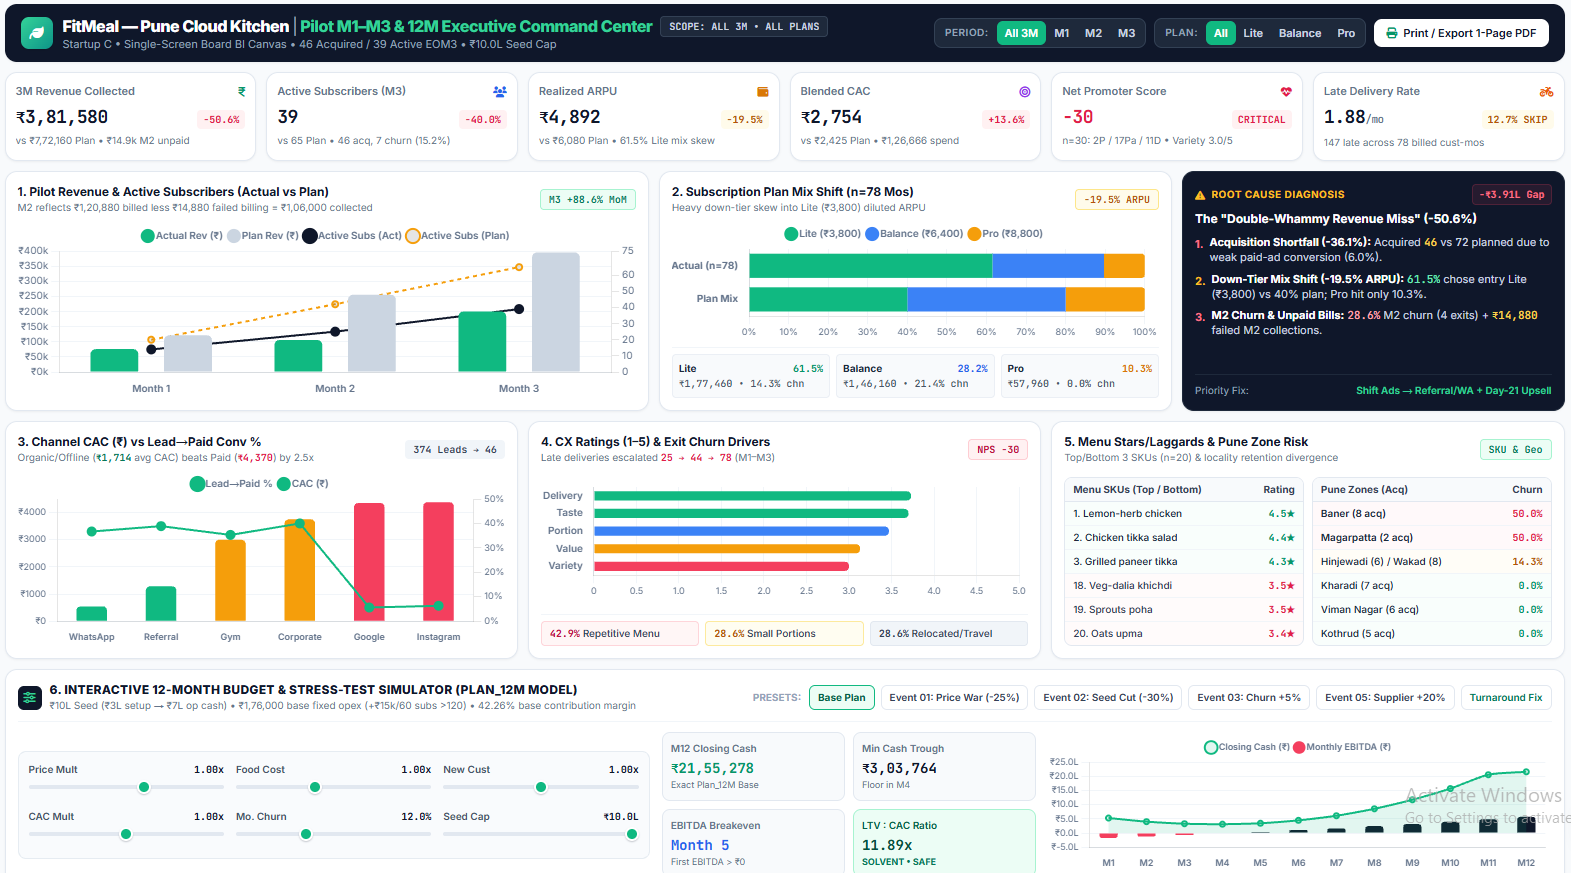 FitMeal — Pune Cloud Kitchen | Pilot M1–M3 & 12M Executive Command Center
SCOPE: ALL 3M • ALL PLANS
Startup C • Single-Screen Board BI Canvas • 46 Acquired / 39 Active EOM3 • ₹10.0L Seed Cap
PERIOD: All 3M M1 M2 M3
PLAN: All Lite Balance Pro
Print / Export 1-Page PDF
3M Revenue Collected ₹
₹3,81,580 -50.6%
vs ₹7,72,160 Plan • ₹14.9k M2 unpaid
Active Subscribers (M3)
39 -40.0%
vs 65 Plan • 46 acq, 7 churn (15.2%)
Realized ARPU
₹4,892 -19.5%
vs ₹6,080 Plan • 61.5% Lite mix skew
Blended CAC
₹2,754 +13.6%
vs ₹2,425 Plan • ₹1,26,666 spend
Net Promoter Score
-30 CRITICAL
n=30: 2P / 17Pa / 11D • Variety 3.0/5
Late Delivery Rate
1.88/mo 12.7% SKIP
147 late across 78 billed cust-mos
1. Pilot Revenue & Active Subscribers (Actual vs Plan)
M2 reflects ₹1,20,880 billed less ₹14,880 failed billing = ₹1,06,000 collected
M3 +88.6% MoM
Actual Rev (₹) Plan Rev (₹) Active Subs (Act) Active Subs (Plan)
₹400k
₹350k
₹300k
₹250k
₹200k
₹150k
₹100k
₹50k
₹0k
75
60
50
40
30
20
10
0
Month 1 Month 2 Month 3
2. Subscription Plan Mix Shift (n=78 Mos)
Heavy down-tier skew into Lite (₹3,800) diluted ARPU
-19.5% ARPU
Lite (₹3,800) Balance (₹6,400) Pro (₹8,800)
Actual (n=78)
Plan Mix
0% 10% 20% 30% 40% 50% 60% 70% 80% 90% 100%
Lite 61.5%
₹1,77,460 • 14.3% chn
Balance 28.2%
₹1,46,160 • 21.4% chn
Pro 10.3%
₹57,960 • 0.0% chn
ROOT CAUSE DIAGNOSIS
-₹3.91L Gap
The "Double-Whammy Revenue Miss" (-50.6%)
1. Acquisition Shortfall (-36.1%): Acquired 46 vs 72 planned due to
weak paid-ad conversion (6.0%).
2. Down-Tier Mix Shift (-19.5% ARPU): 61.5% chose entry Lite
(₹3,800) vs 40% plan; Pro hit only 10.3%.
3. M2 Churn & Unpaid Bills: 28.6% M2 churn (4 exits) + ₹14,880
failed M2 collections.
Priority Fix: Shift Ads → Referral/WA + Day-21 Upsell
3. Channel CAC (₹) vs Lead→Paid Conv %
Organic/Offline (₹1,714 avg CAC) beats Paid (₹4,370) by 2.5x
374 Leads → 46
Lead→Paid % CAC (₹)
₹4000
₹3000
₹2000
₹1000
₹0
50%
40%
30%
20%
10%
0%
WhatsApp Referral Gym Corporate Google Instagram
4. CX Ratings (1–5) & Exit Churn Drivers
Late deliveries escalated 25 → 44 → 78 (M1–M3)
NPS -30
Delivery
Taste
Portion
Value
Variety
0 0.5 1.0 1.5 2.0 2.5 3.0 3.5 4.0 4.5 5.0
42.9% Repetitive Menu
28.6% Small Portions
28.6% Relocated/Travel
5. Menu Stars/Laggards & Pune Zone Risk
Top/Bottom 3 SKUs (n=20) & locality retention divergence
SKU & Geo
Menu SKUs (Top / Bottom) Rating
1. Lemon-herb chicken 4.5★
2. Chicken tikka salad 4.4★
3. Grilled paneer tikka 4.3★
18. Veg-dalia khichdi 3.5★
19. Sprouts poha 3.5★
20. Oats upma 3.4★
Pune Zones (Acq) Churn
Baner (8 acq) 50.0%
Magarpatta (2 acq) 50.0%
Hinjewadi (6) / Wakad (8) 14.3%
Kharadi (7 acq) 0.0%
Viman Nagar (6 acq) 0.0%
Kothrud (5 acq) 0.0%
6. INTERACTIVE 12-MONTH BUDGET & STRESS-TEST SIMULATOR (PLAN_12M MODEL)
₹10L Seed (₹3L setup → ₹7L op cash) • ₹1,76,000 base fixed opex (+₹15k/60 subs >120) • 42.26% base contribution margin
PRESETS: Base Plan Event 01: Price War (-25%) Event 02: Seed Cut (-30%) Event 03: Churn +5% Event 05: Supplier +20% Turnaround Fix
Price Mult 1.00x
Food Cost 1.00x
New Cust 1.00x
CAC Mult 1.00x
Mo. Churn 12.0%
Seed Cap ₹10.0L
M12 Closing Cash
₹21,55,278
Exact Plan_12M Base
Min Cash Trough
₹3,03,764
Floor in M4
EBITDA Breakeven
Month 5
First EBITDA > ₹0
LTV : CAC Ratio
11.89x
SOLVENT • SAFE
Closing Cash (₹) Monthly EBITDA (₹)
₹25.0L
₹20.0L
₹15.0L
₹10.0L
₹5.0L
₹0.0L
₹-5.0L
M1 M2 M3 M4 M5 M6 M7 M8 M9 M10 M11 M12
Activate Windows
Go to Settings to activate